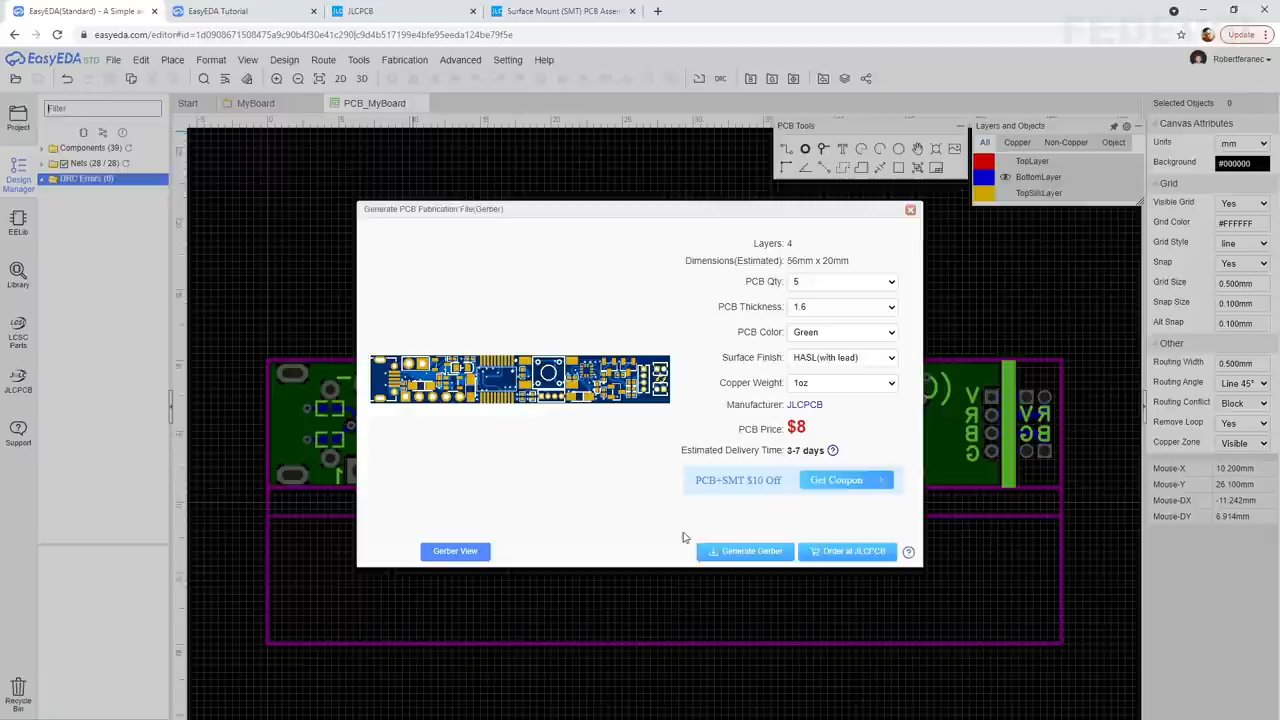 EasyEDA(Standard) - A Simple a
EasyEDA Tutorial
JLCPCB
Surface Mount (SMT) PCB Assem
easyeda.com/editor#id=1d0908671508475a9c90b4f30e41c290|c9d4b517199e4bfe95eeda124be79f5e
Update
EasyEDA STD
File Edit Place Format View Design Route Tools Fabrication Advanced Setting Help
Robertferanec
2D 3D DRC
Project
Design Manager
EELib
Library
LCSC Parts
JLCPCB
Support
Recycle Bin
Filter
Components (39)
Nets (28 / 28)
DRC Errors (0)
Start MyBoard PCB_MyBoard
PCB Tools
Layers and Objects
All Copper Non-Copper Object
TopLayer
BottomLayer
TopSilkLayer
Generate PCB Fabrication File(Gerber)
Layers: 4
Dimensions(Estimated): 56mm x 20mm
PCB Qty: 5
PCB Thickness: 1.6
PCB Color: Green
Surface Finish: HASL(with lead)
Copper Weight: 1oz
Manufacturer: JLCPCB
PCB Price: $8
Estimated Delivery Time: 3-7 days
PCB+SMT $10 Off Get Coupon
Gerber View
Generate Gerber
Order at JLCPCB
Selected Objects 0
Canvas Attributes
Units mm
Background #000000
Grid
Visible Grid Yes
Grid Color #FFFFFF
Grid Style line
Snap Yes
Grid Size 0.500mm
Snap Size 0.100mm
Alt Snap 0.100mm
Other
Routing Width 0.500mm
Routing Angle Line 45°
Routing Conflict Block
Remove Loop Yes
Copper Zone Visible
Mouse-X 10.200mm
Mouse-Y 26.100mm
Mouse-DX -11.242mm
Mouse-DY 6.914mm